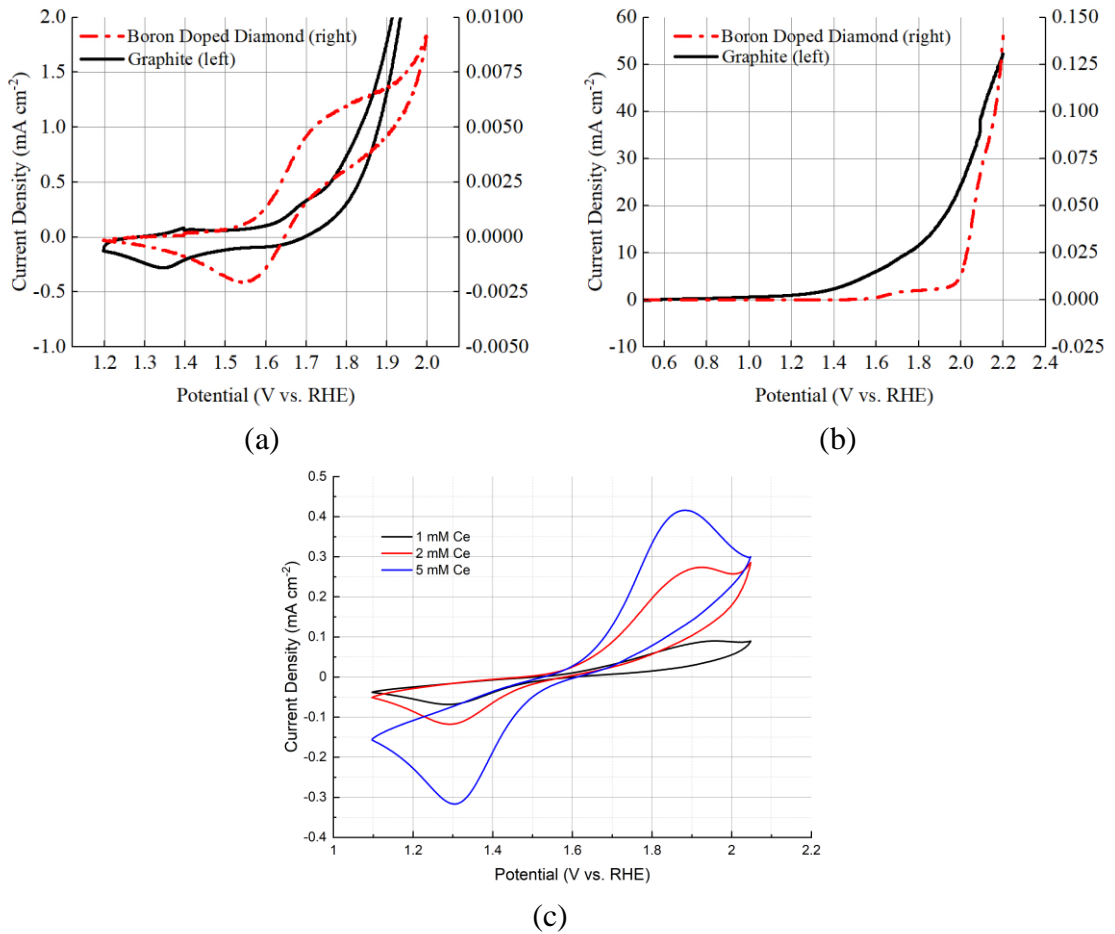 2.0
1.5
1.0
0.5
0.0
-0.5
-1.0
Current Density (mA cm-2)
Boron Doped Diamond (right)
Graphite (left)
0.0100
0.0075
0.0050
0.0025
0.0000
-0.0025
-0.0050
1.2 1.3 1.4 1.5 1.6 1.7 1.8 1.9 2.0
Potential (V vs. RHE)
(a)
60
50
40
30
20
10
0
-10
Current Density (mA cm-2)
Boron Doped Diamond (right)
Graphite (left)
0.150
0.125
0.100
0.075
0.050
0.025
0.000
-0.025
0.6 0.8 1.0 1.2 1.4 1.6 1.8 2.0 2.2 2.4
Potential (V vs. RHE)
(b)
0.5
0.4
0.3
0.2
0.1
0
-0.1
-0.2
-0.3
-0.4
Current Density (mA cm-2)
1 mM Ce
2 mM Ce
5 mM Ce
1 1.2 1.4 1.6 1.8 2 2.2
Potential (V vs. RHE)
(c)